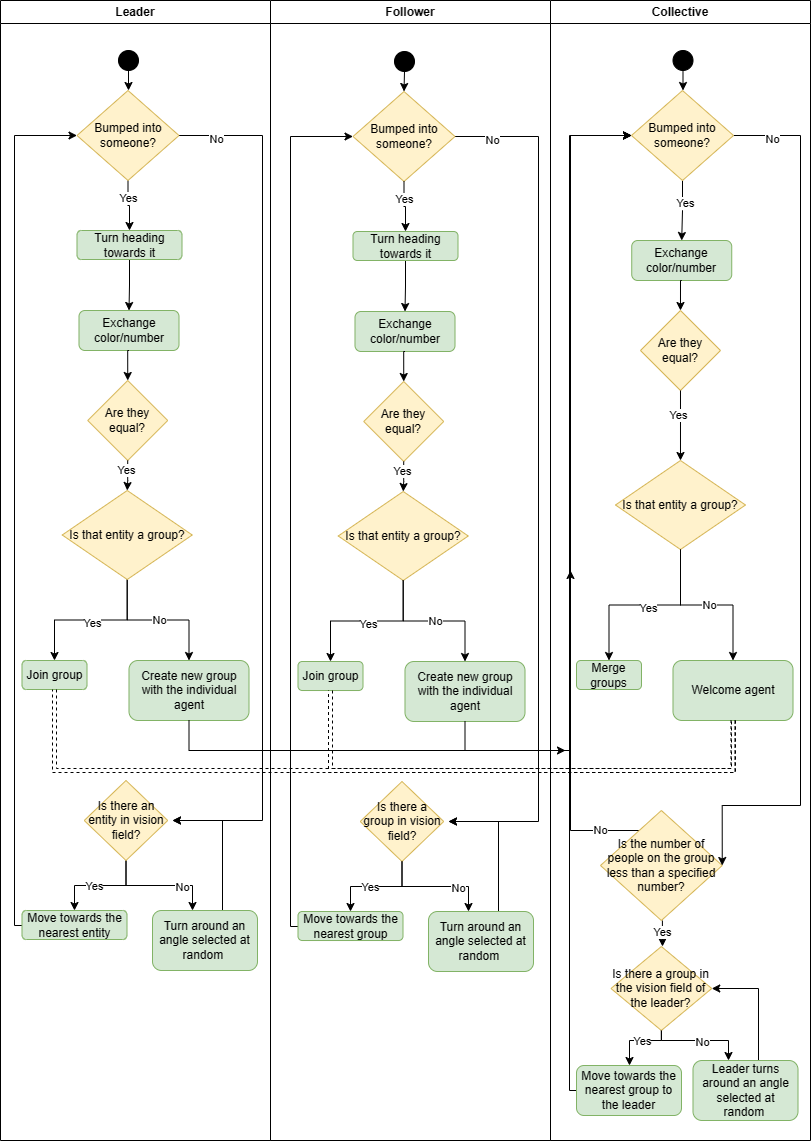 Leader
Follower
Collective
Bumped into
someone?
No
Yes
Turn heading
towards it
Exchange
color/number
Are they
equal?
Yes
Is that entity a group?
Yes
No
Join group
Create new group
with the individual
agent
Is there an
entity in vision
field?
Yes
No
Move towards the
nearest entity
Turn around an
angle selected at
random
Bumped into
someone?
No
Yes
Turn heading
towards it
Exchange
color/number
Are they
equal?
Yes
Is that entity a group?
Yes
No
Join group
Create new group
with the individual
agent
Is there a
group in vision
field?
Yes
No
Move towards the
nearest group
Turn around an
angle selected at
random
Bumped into
someone?
No
Yes
Exchange
color/number
Are they
equal?
Yes
Is that entity a group?
Yes
No
Merge
groups
Welcome agent
No
Is the number of
people on the group
less than a specified
number?
Yes
Is there a group in
the vision field of
the leader?
Yes
No
Move towards the
nearest group to
the leader
Leader turns
around an angle
selected at
random